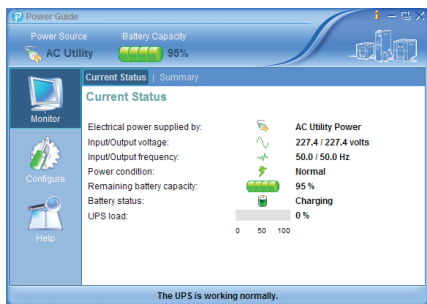 Power Guide
Power Source Battery Capacity
AC Utility 95%
Current Status | Summary
Current Status
Monitor
Configure
Help
Electrical power supplied by: AC Utility Power
Input/Output voltage: 227.4 / 227.4 volts
Input/Output frequency: 50.0 / 50.0 Hz
Power condition: Normal
Remaining battery capacity: 95 %
Battery status: Charging
UPS load: 0 %
0 50 100
The UPS is working normally.